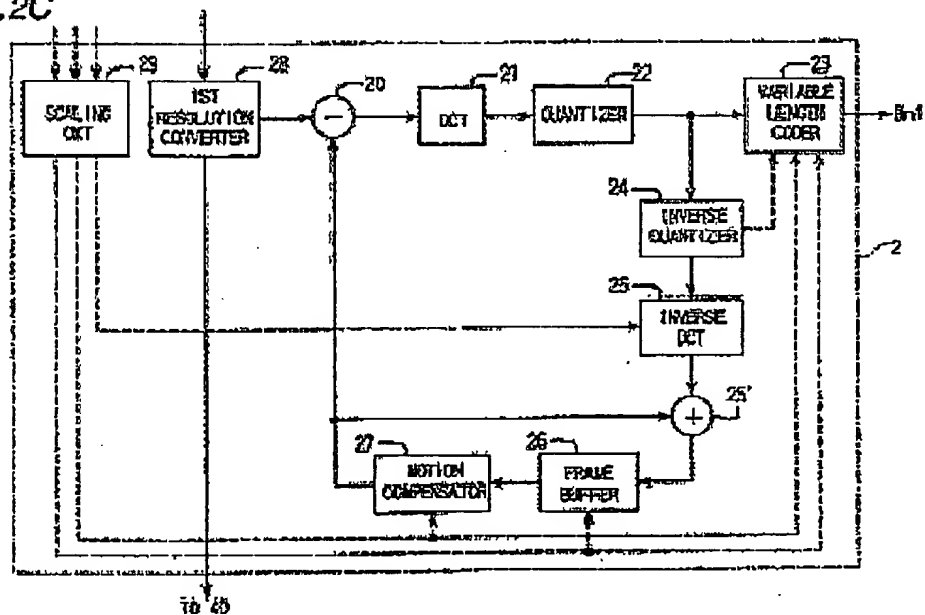 .2C
29
SCALING
CKT
28
1ST
RESOLUTION
CONVERTER
20
−
21
DCT
22
QUANTIZER
23
VARIABLE
LENGTH
CODER
24
INVERSE
QUANTIZER
2
25
INVERSE
DCT
+
25'
27
MOTION
COMPENSATOR
26
FRAME
BUFFER
TO 40